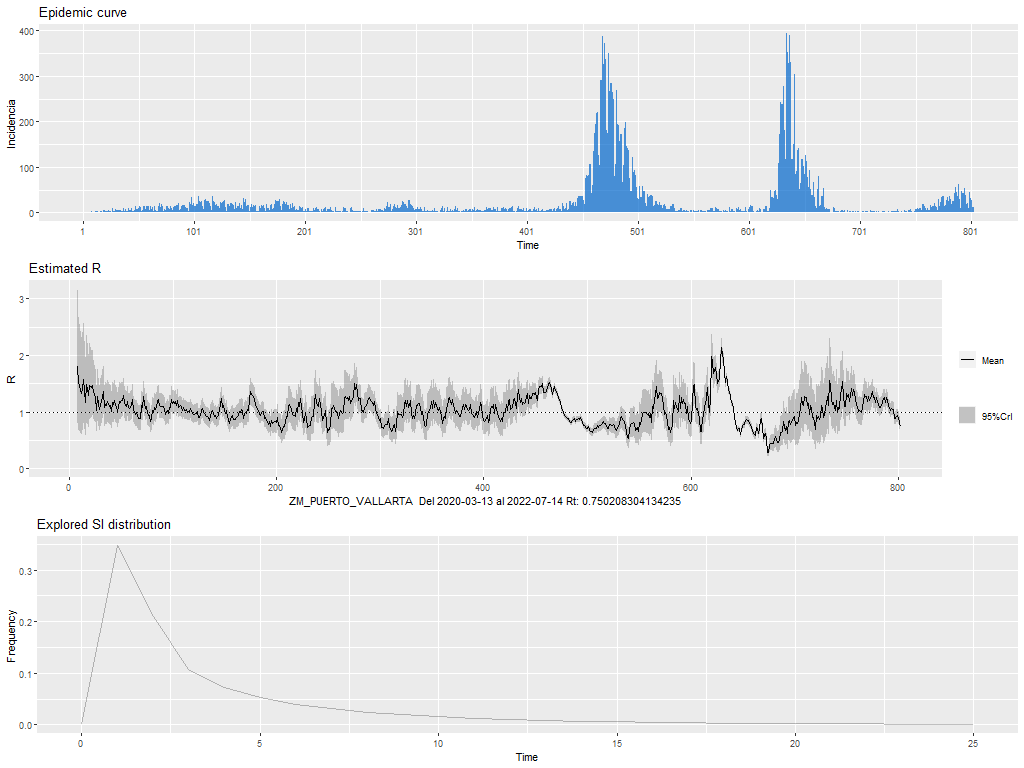 Epidemic curve
400
300
200
100
0
Incidencia
1 101 201 301 401 501 601 701 801
Time
Estimated R
3
2
1
0
R
Mean
95%CrI
0 200 400 600 800
ZM_PUERTO_VALLARTA Del 2020-03-13 al 2022-07-14 Rt: 0.750208304134235
Explored SI distribution
0.3
0.2
0.1
0.0
Frequency
0 5 10 15 20 25
Time